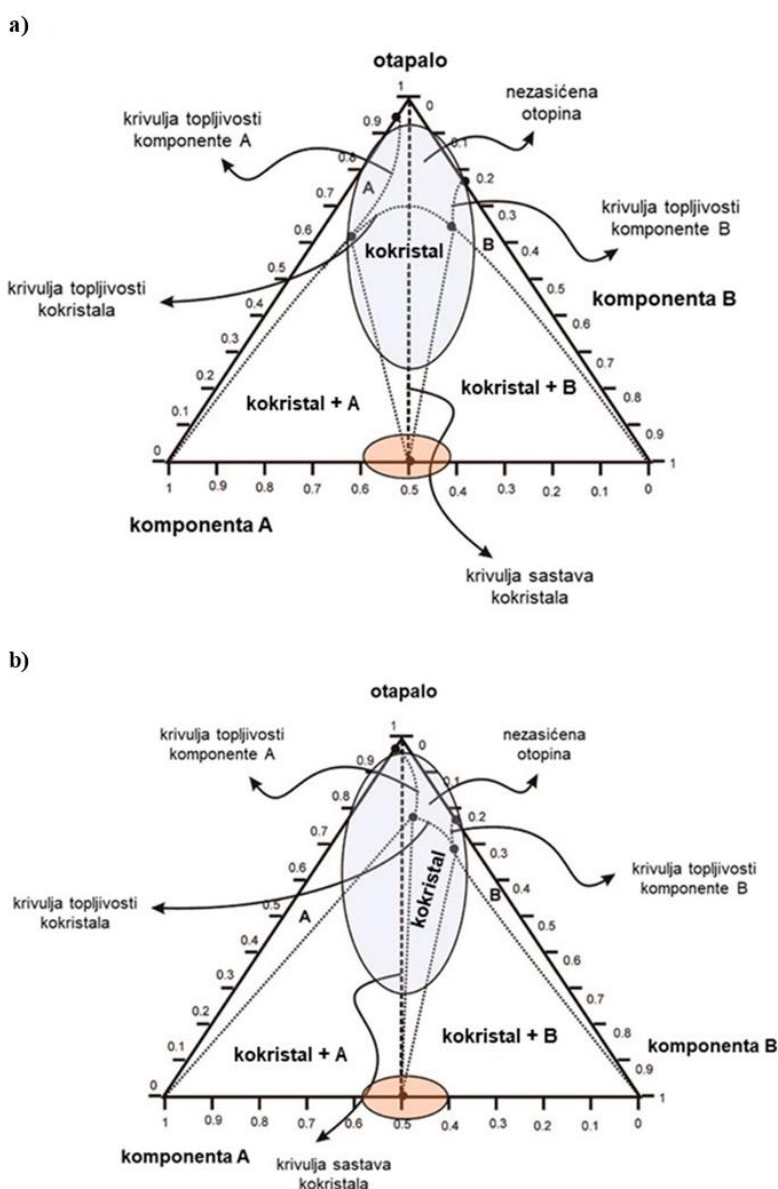 a)
otapalo
krivulja topljivosti
komponente A
nezasićena
otopina
krivulja topljivosti
komponente B
krivulja topljivosti
kokristala
A
kokristal
B
komponenta B
kokristal + A
kokristal + B
komponenta A
krivulja sastava
kokristala
1
0.9
0.8
0.7
0.6
0.5
0.4
0.3
0.2
0.1
0
0
0.1
0.2
0.3
0.4
0.5
0.6
0.7
0.8
0.9
1
1
0.9
0.8
0.7
0.6
0.5
0.4
0.3
0.2
0.1
0
b)
otapalo
krivulja topljivosti
komponente A
nezasićena
otopina
krivulja topljivosti
kokristala
krivulja topljivosti
komponente B
A
kokristal
B
kokristal + A
kokristal + B
komponenta B
komponenta A
krivulja sastava
kokristala
1
0.9
0.8
0.7
0.6
0.5
0.4
0.3
0.2
0.1
0
0
0.1
0.2
0.3
0.4
0.5
0.6
0.7
0.8
0.9
1
1
0.9
0.8
0.7
0.6
0.5
0.4
0.3
0.2
0.1
0